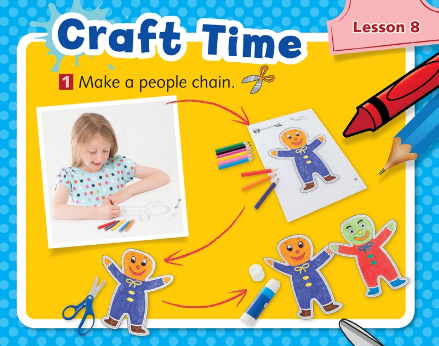 Craft Time
Lesson 8
1 Make a people chain.